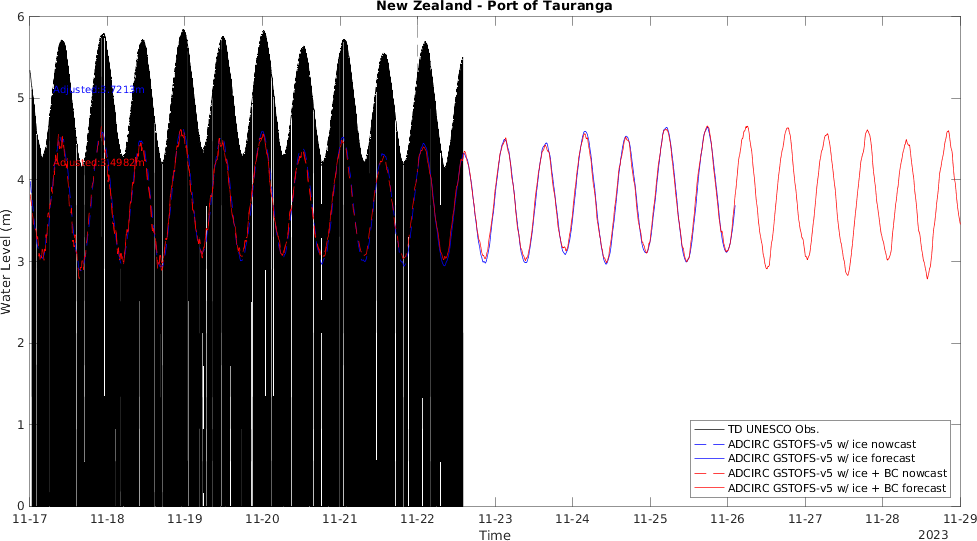 New Zealand - Port of Tauranga
6
5
4
3
2
1
0
Water Level (m)
11-17
11-18
11-19
11-20
11-21
11-22
11-23
11-24
11-25
11-26
11-27
11-28
11-29
Time
2023
TD UNESCO Obs.
ADCIRC GSTOFS-v5 w/ ice nowcast
ADCIRC GSTOFS-v5 w/ ice forecast
ADCIRC GSTOFS-v5 w/ ice + BC nowcast
ADCIRC GSTOFS-v5 w/ ice + BC forecast